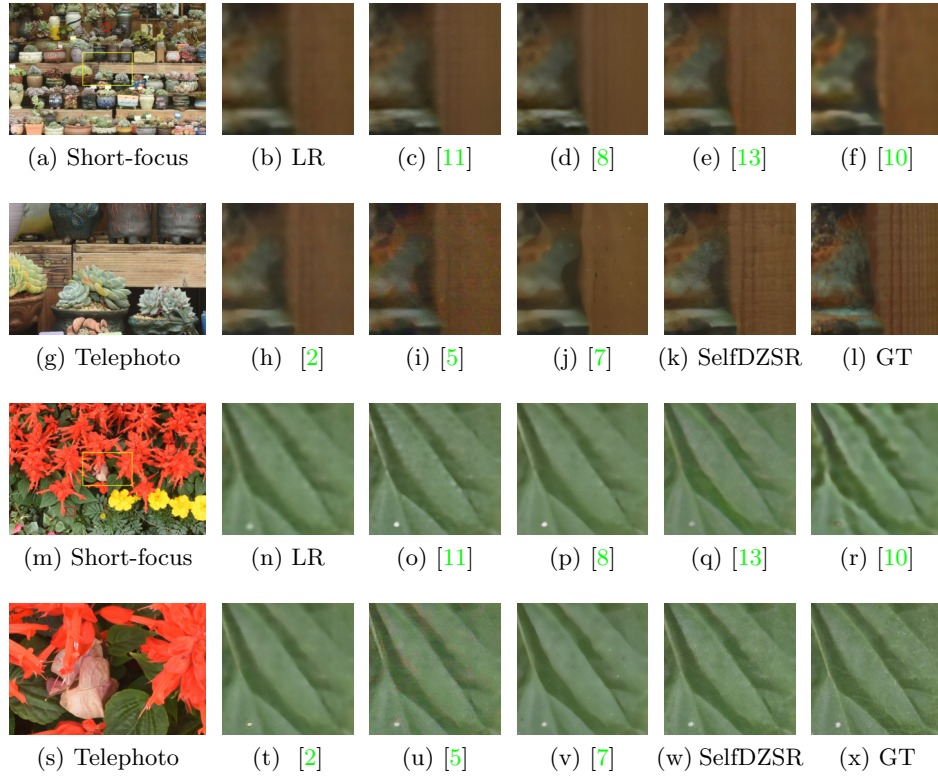 (a) Short-focus
(b) LR
(c) [11]
(d) [8]
(e) [13]
(f) [10]
(g) Telephoto
(h) [2]
(i) [5]
(j) [7]
(k) SelfDZSR
(l) GT
(m) Short-focus
(n) LR
(o) [11]
(p) [8]
(q) [13]
(r) [10]
(s) Telephoto
(t) [2]
(u) [5]
(v) [7]
(w) SelfDZSR
(x) GT